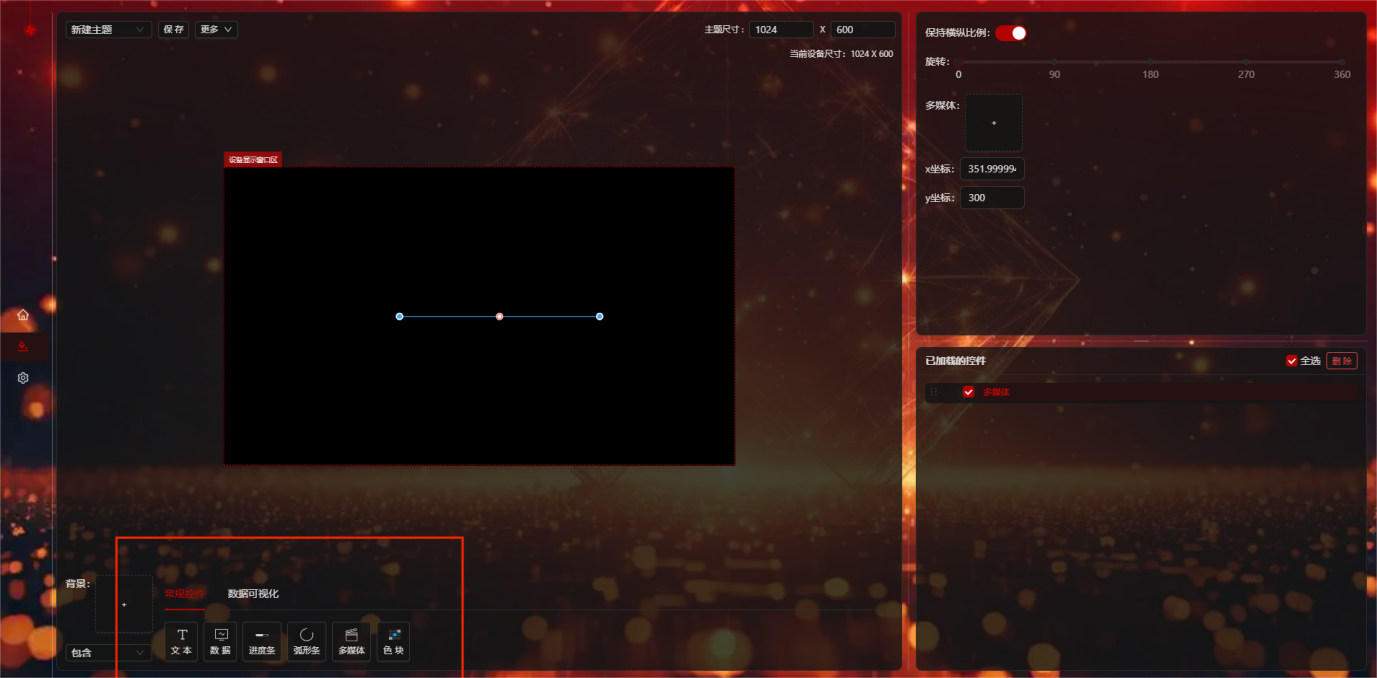 新建主题 保存 更多 主题尺寸: 1024 X 600
当前设备尺寸: 1024 X 600
设备显示窗口区
背景:
包含
常规控件 数据可视化
文本 数据 进度条 弧形条 多媒体 色块
保持横纵比例:
旋转:
0 90 180 270 360
多媒体:
x坐标: 351.99999
y坐标: 300
已加载的控件 全选 删除
多媒体